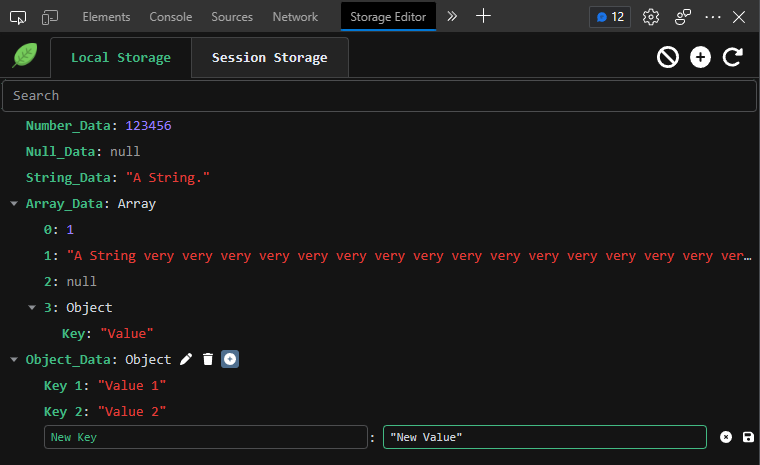 Elements Console Sources Network Storage Editor 12
Local Storage Session Storage
Search
Number_Data: 123456
Null_Data: null
String_Data: "A String."
Array_Data: Array
0: 1
1: "A String very very very very very very very very very very very very very very very ver…
2: null
3: Object
Key: "Value"
Object_Data: Object
Key 1: "Value 1"
Key 2: "Value 2"
New Key : "New Value"